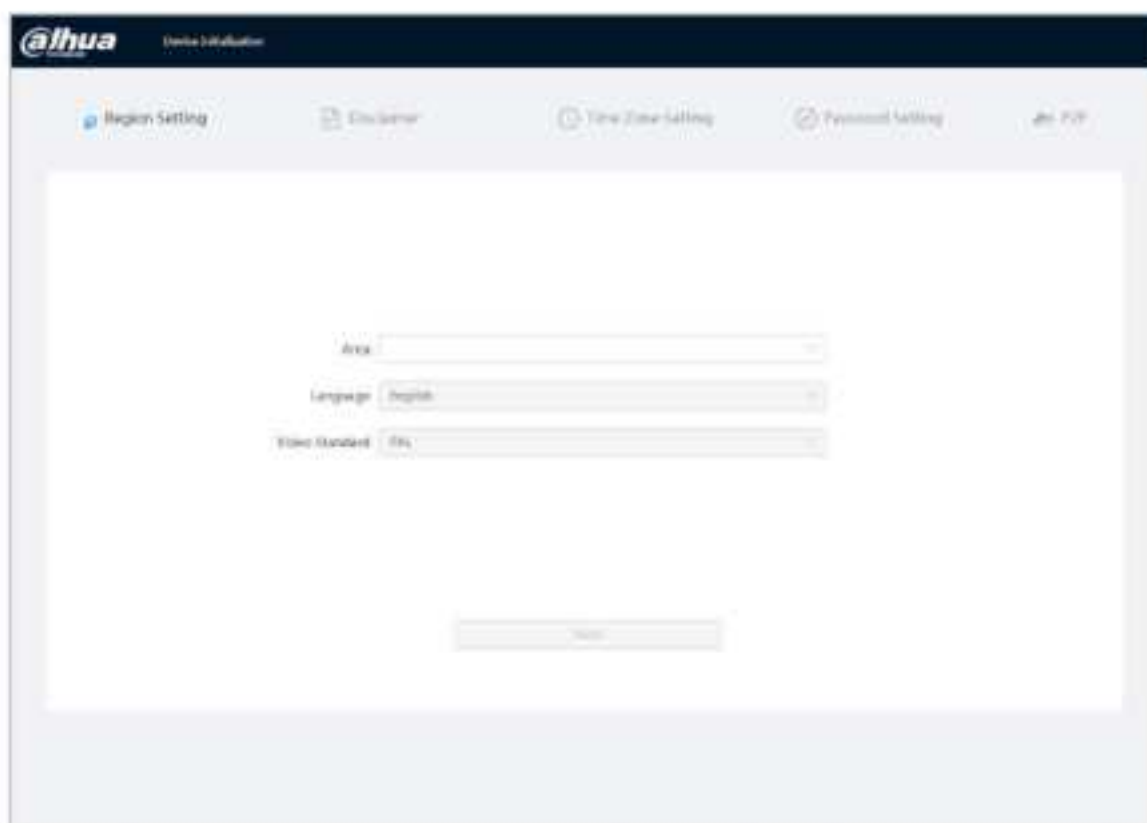 alhua
Device Initialization
Region Setting
Disclaimer
Time Zone Setting
Password Setting
P2P
Area
Language English
Video Standard PAL
Next